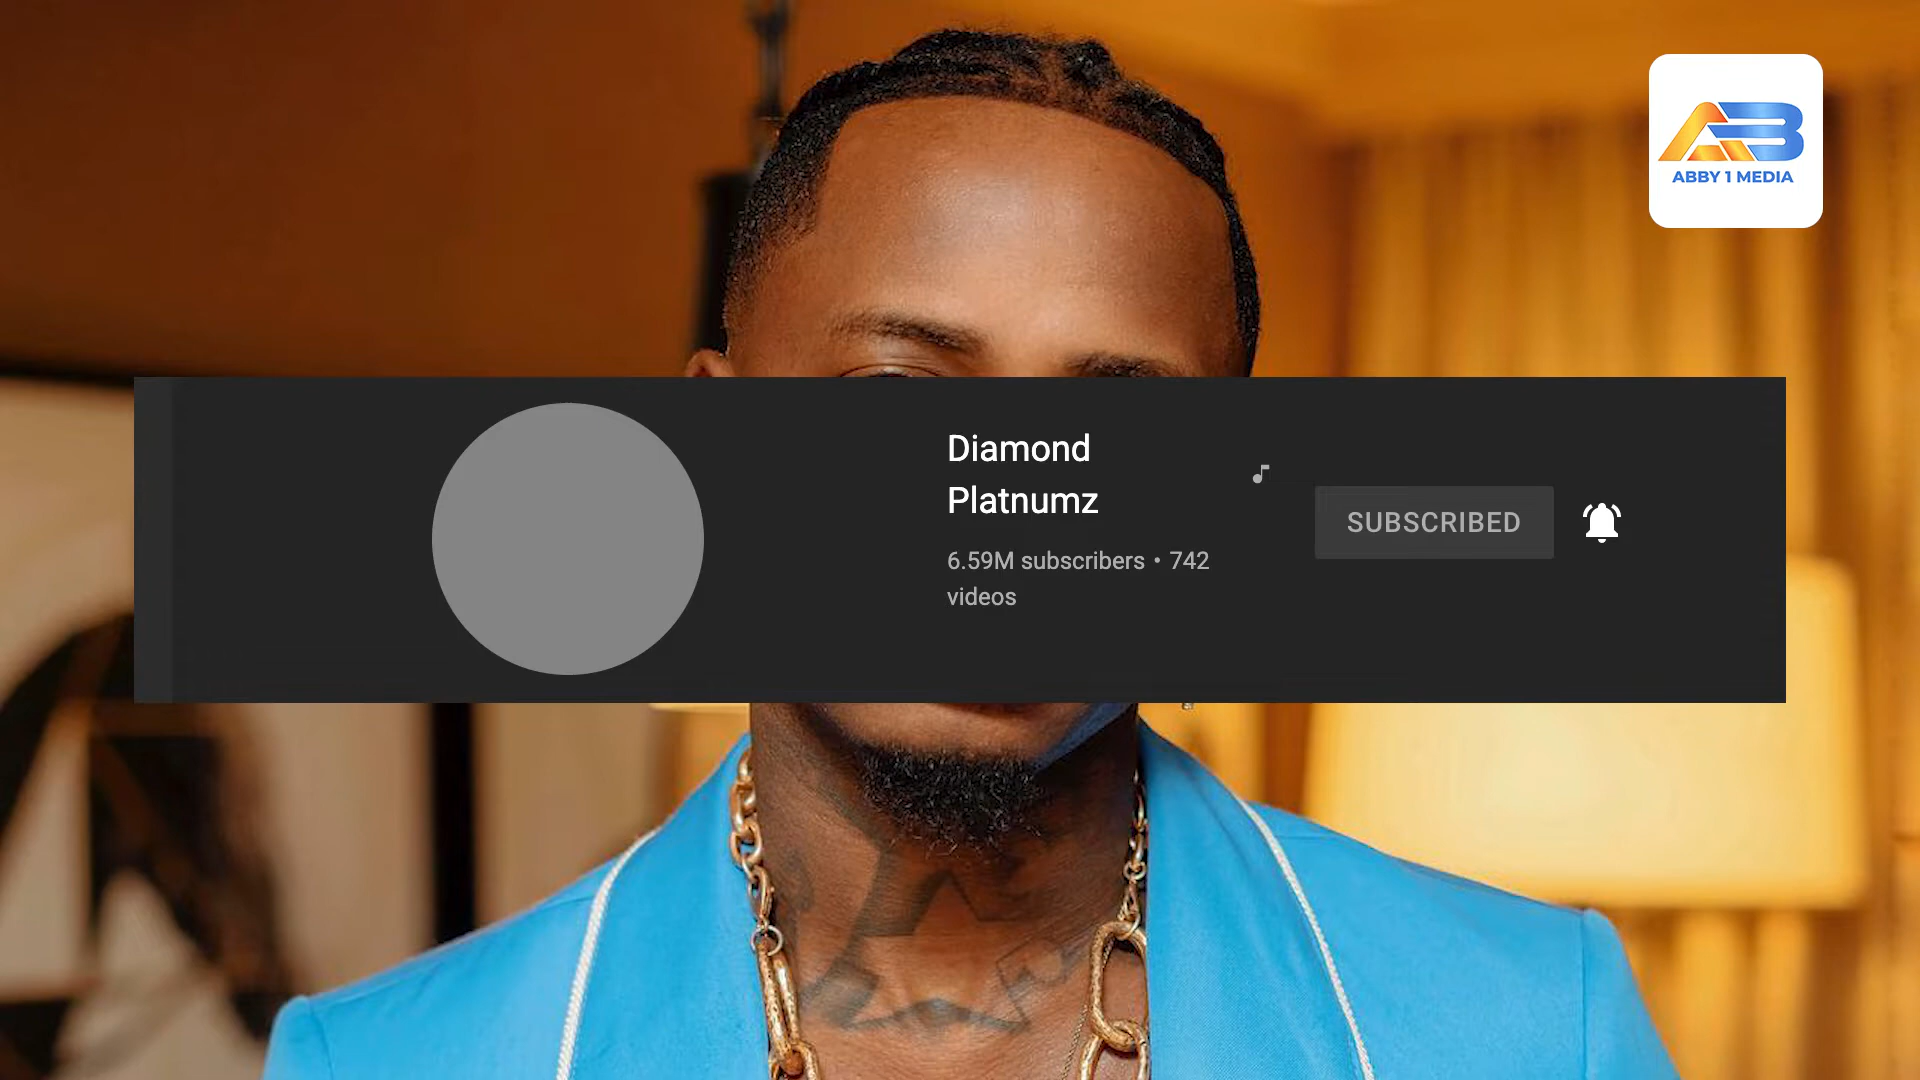 ABBY 1 MEDIA
Diamond
Platnumz
6.59M subscribers • 742
videos
SUBSCRIBED